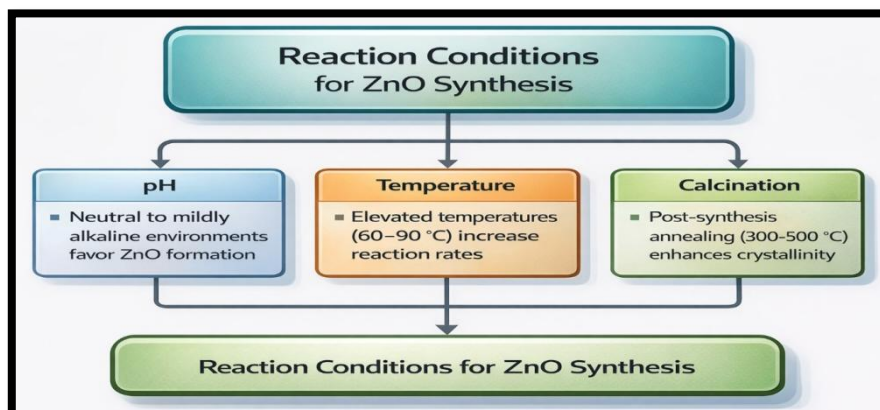 Reaction Conditions
for ZnO Synthesis
pH
▪ Neutral to mildly
alkaline environments
favor ZnO formation
Temperature
▪ Elevated temperatures
(60–90 °C) increase
reaction rates
Calcination
▪ Post-synthesis
annealing (300-500 °C)
enhances crystallinity
Reaction Conditions for ZnO Synthesis